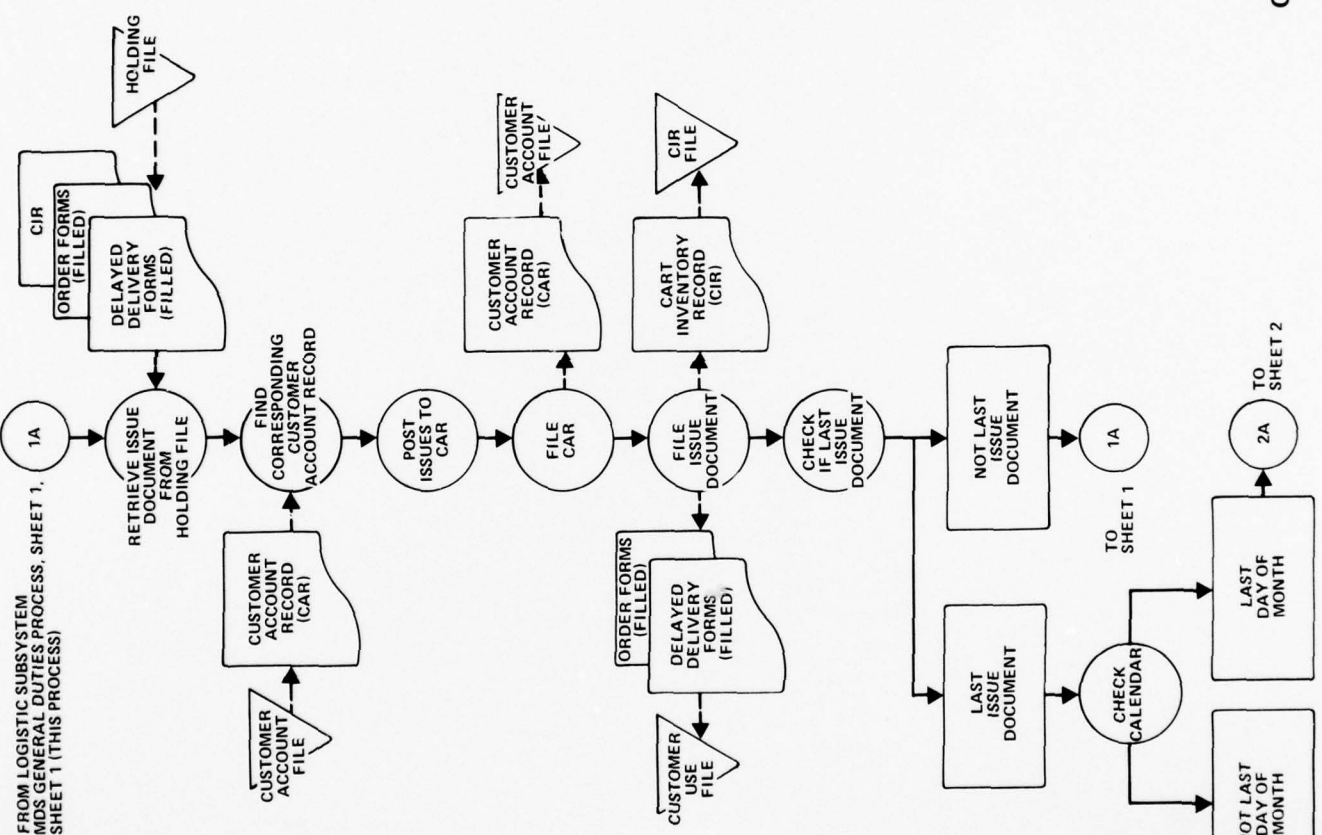 FROM LOGISTIC SUBSYSTEM
MDS GENERAL DUTIES PROCESS, SHEET 1,
SHEET 1 (THIS PROCESS)
1A
CIR
ORDER FORMS
(FILLED)
DELAYED
DELIVERY
FORMS
(FILLED)
HOLDING
FILE
RETRIEVE ISSUE
DOCUMENT
FROM
HOLDING FILE
CUSTOMER
ACCOUNT
FILE
CUSTOMER
ACCOUNT
RECORD
(CAR)
FIND
CORRESPONDING
CUSTOMER
ACCOUNT RECORD
POST
ISSUES TO
CAR
FILE
CAR
CUSTOMER
ACCOUNT
RECORD
(CAR)
CUSTOMER
ACCOUNT
FILE
CUSTOMER
USE
FILE
ORDER FORMS
(FILLED)
DELAYED
DELIVERY
FORMS
(FILLED)
FILE
ISSUE
DOCUMENT
CART
INVENTORY
RECORD
(CIR)
CIR
FILE
CHECK
IF LAST
ISSUE
DOCUMENT
LAST
ISSUE
DOCUMENT
NOT LAST
ISSUE
DOCUMENT
CHECK
CALENDAR
TO
SHEET 1
1A
NOT LAST
DAY OF
MONTH
LAST
DAY OF
MONTH
2A
TO
SHEET 2